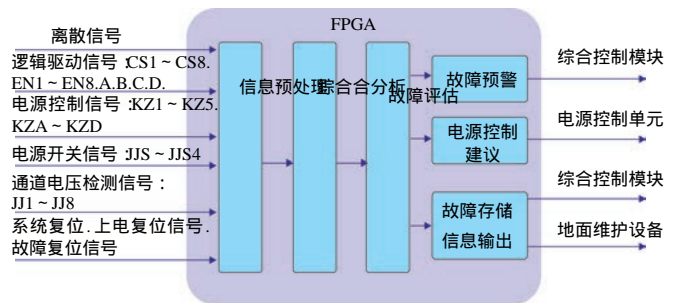 FPGA
离散信号
逻辑驱动信号:CS1~CS8.
EN1~EN8.A.B.C.D.
电源控制信号:KZ1~KZ5.
KZA~KZD
电源开关信号:JJS~JJS4
通道电压检测信号:
JJ1~JJ8
系统复位.上电复位信号.
故障复位信号
信息预处理
综合合分析
故障评估
故障预警
电源控制
建议
故障存储
信息输出
综合控制模块
电源控制单元
综合控制模块
地面维护设备